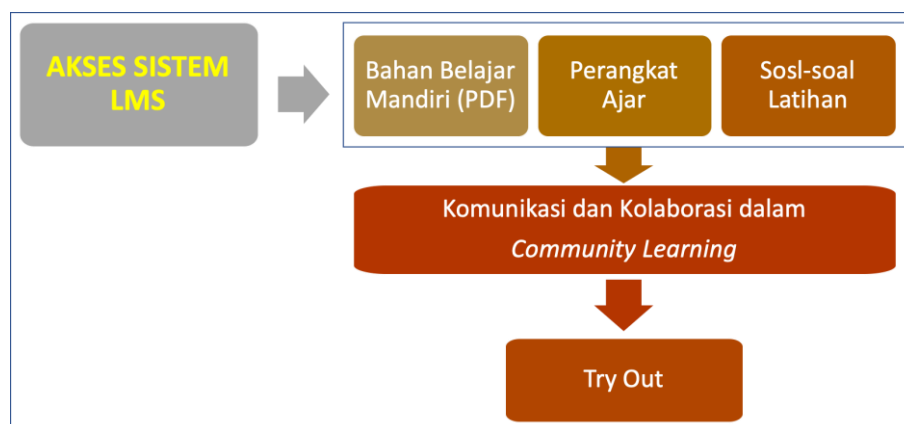 AKSES SISTEM
LMS
Bahan Belajar
Mandiri (PDF)
Perangkat
Ajar
Sosl-soal
Latihan
Komunikasi dan Kolaborasi dalam
Community Learning
Try Out